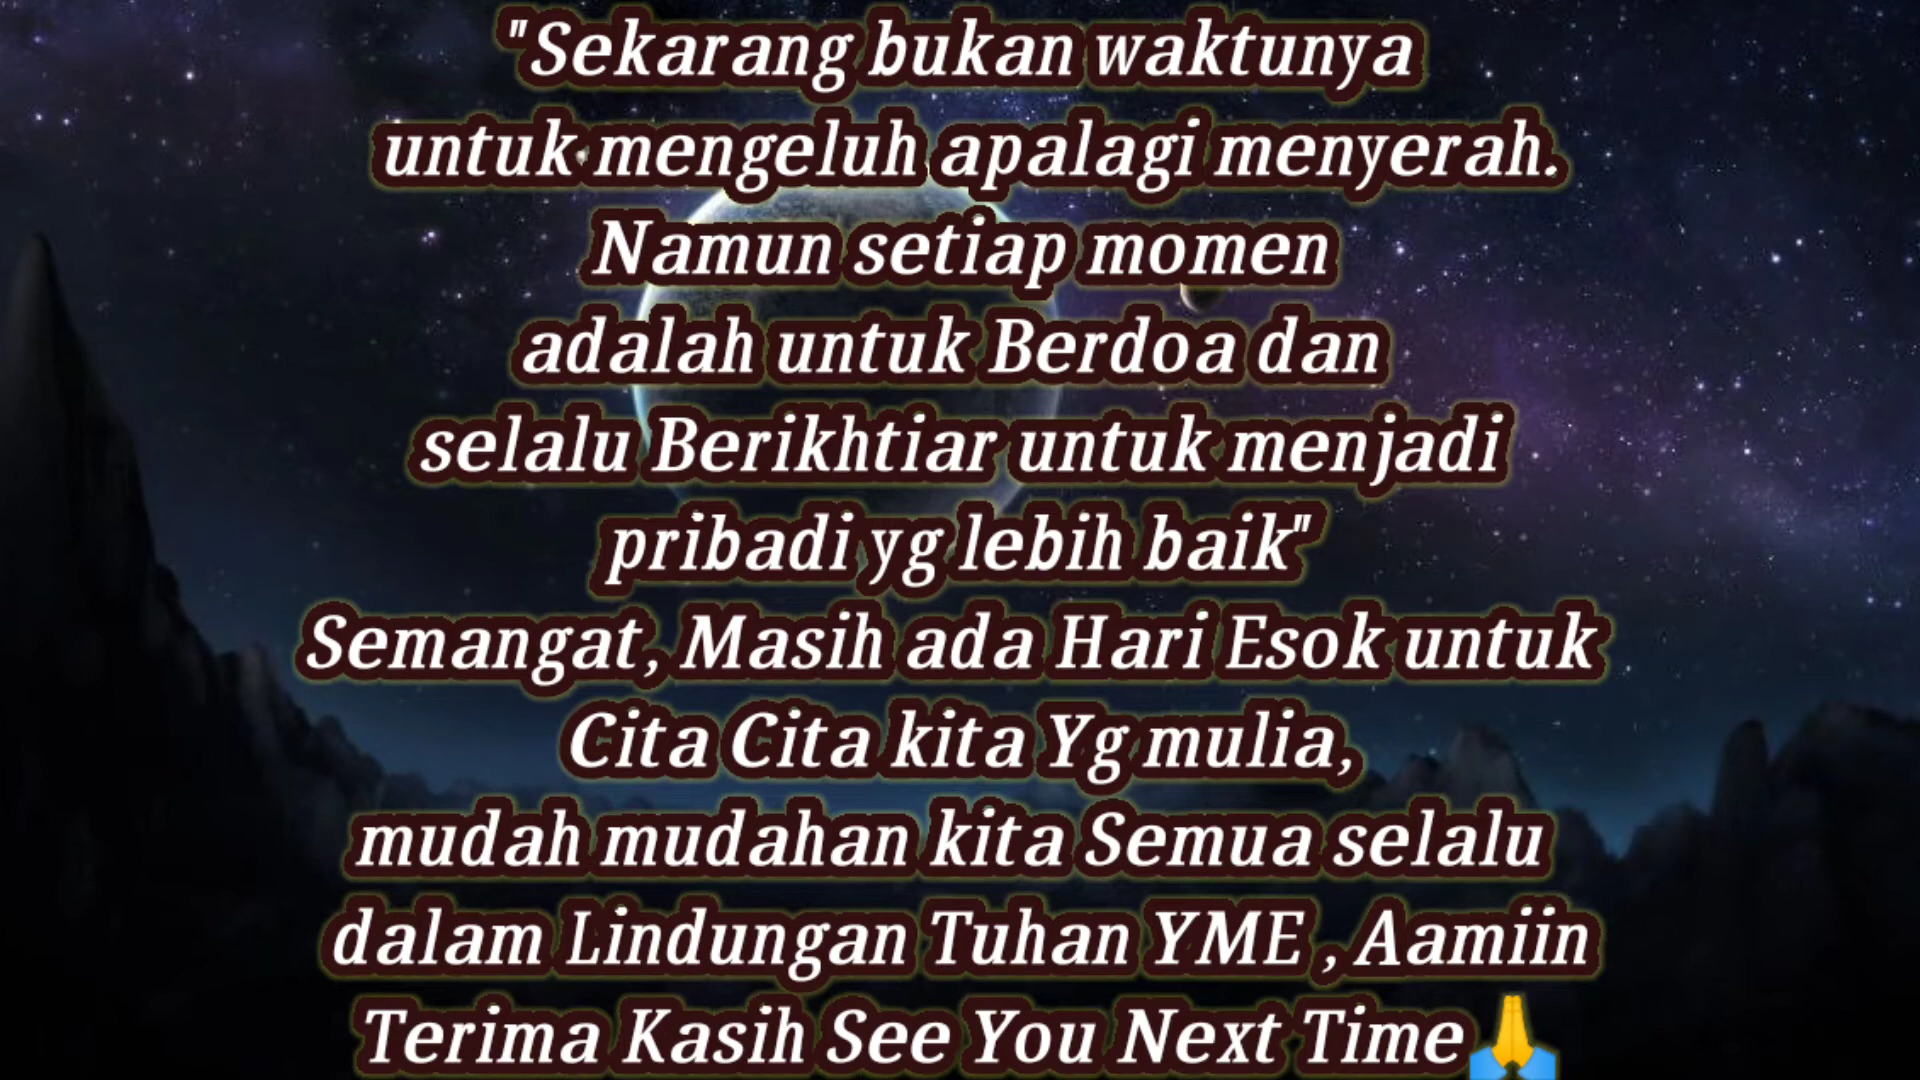 "Sekarang bukan waktunya
untuk mengeluh apalagi menyerah.
Namun setiap momen
adalah untuk Berdoa dan
selalu Berikhtiar untuk menjadi
pribadi yg lebih baik"
Semangat, Masih ada Hari Esok untuk
Cita Cita kita Yg mulia,
mudah mudahan kita Semua selalu
dalam Lindungan Tuhan YME , Aamiin
Terima Kasih See You Next Time🙏